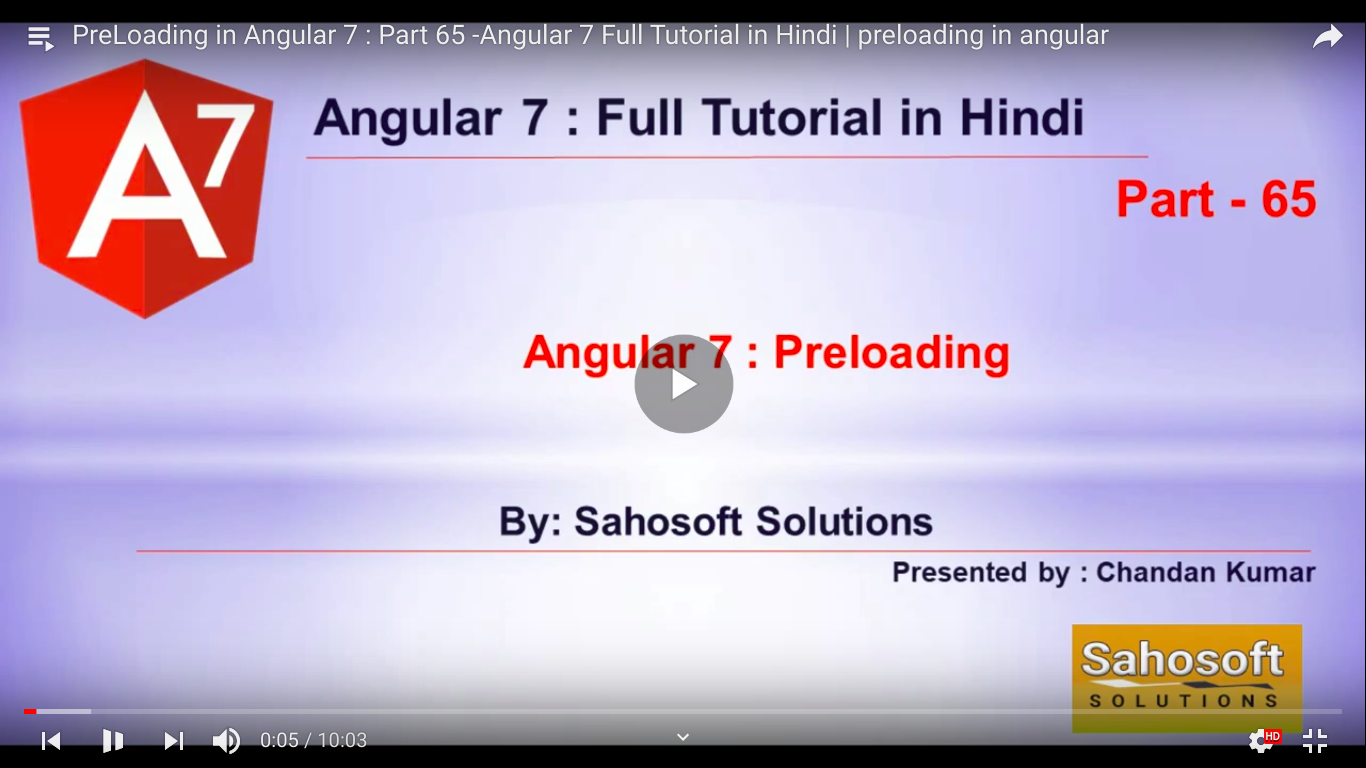 PreLoading in Angular 7 : Part 65 -Angular 7 Full Tutorial in Hindi | preloading in angular
A7
Angular 7 : Full Tutorial in Hindi
Part - 65
Angular 7 : Preloading
By: Sahosoft Solutions
Presented by : Chandan Kumar
Sahosoft
SOLUTIONS
0:05 / 10:03
HD